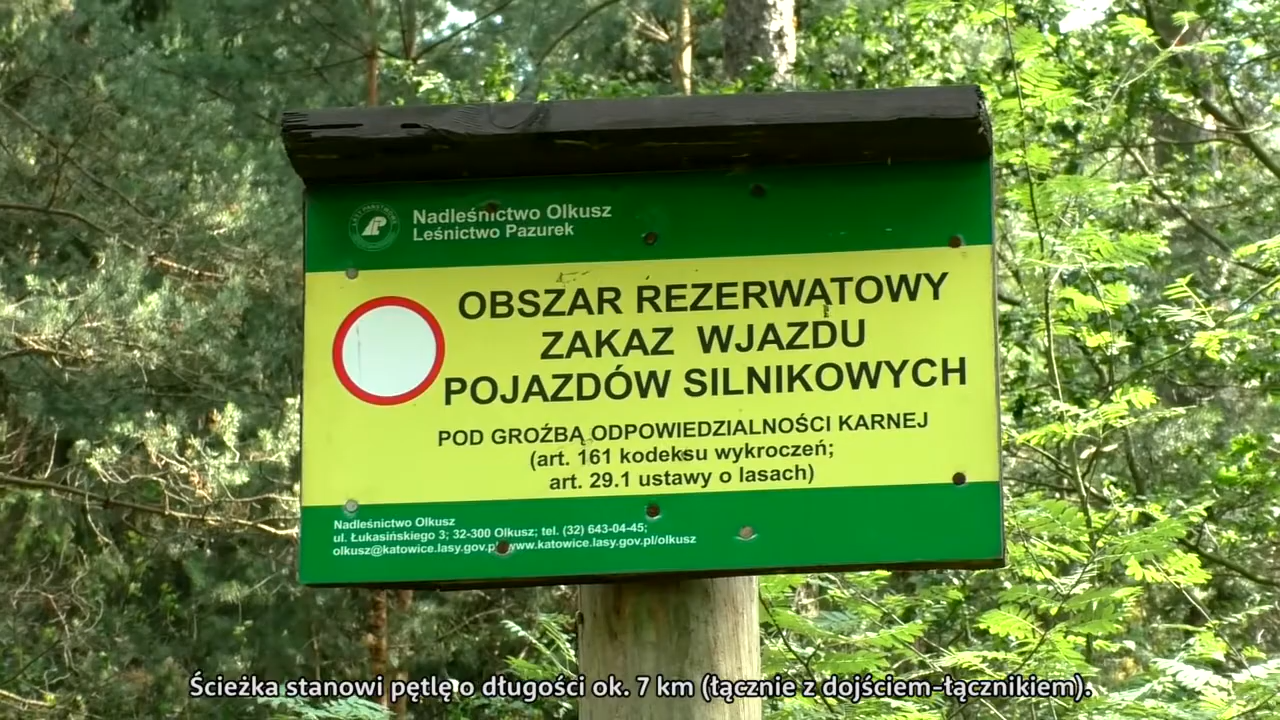 Nadleśnictwo Olkusz
Leśnictwo Pazurek
OBSZAR REZERWATOWY
ZAKAZ WJAZDU
POJAZDÓW SILNIKOWYCH
POD GROŹBĄ ODPOWIEDZIALNOŚCI KARNEJ
(art. 161 kodeksu wykroczeń;
art. 29.1 ustawy o lasach)
Nadleśnictwo Olkusz
ul. Łukasińskiego 3; 32-300 Olkusz; tel. (32) 643-04-45;
olkusz@katowice.lasy.gov.pl www.katowice.lasy.gov.pl/olkusz
Ścieżka stanowi pętlę o długości ok. 7 km (łącznie z dojściem-łącznikiem).